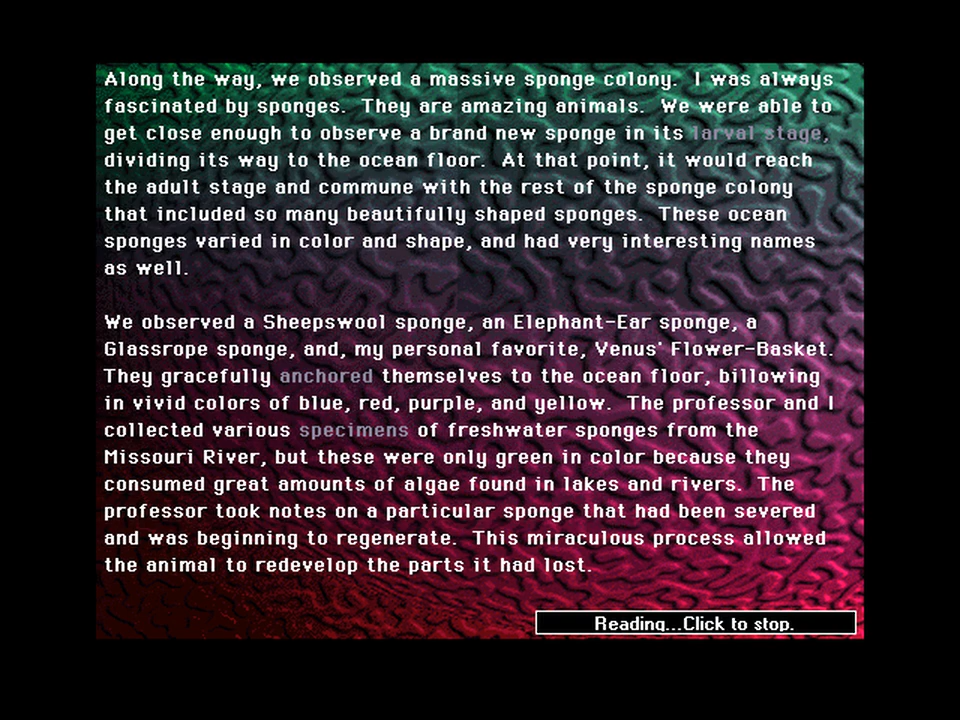 Along the way, we observed a massive sponge colony.  I was always
fascinated by sponges.  They are amazing animals.  We were able to
get close enough to observe a brand new sponge in its larval stage,
dividing its way to the ocean floor.  At that point, it would reach
the adult stage and commune with the rest of the sponge colony
that included so many beautifully shaped sponges.  These ocean
sponges varied in color and shape, and had very interesting names
as well.
We observed a Sheepswool sponge, an Elephant-Ear sponge, a
Glassrope sponge, and, my personal favorite, Venus' Flower-Basket.
They gracefully anchored themselves to the ocean floor, billowing
in vivid colors of blue, red, purple, and yellow.  The professor and I
collected various specimens of freshwater sponges from the
Missouri River, but these were only green in color because they
consumed great amounts of algae found in lakes and rivers.  The
professor took notes on a particular sponge that had been severed
and was beginning to regenerate.  This miraculous process allowed
the animal to redevelop the parts it had lost.
Reading...Click to stop.